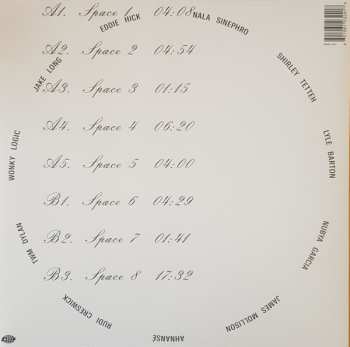 A1. Space 1 04:08
A2. Space 2 04:54
A3. Space 3 01:15
A4. Space 4 06:20
A5. Space 5 04:00
B1. Space 6 04:29
B2. Space 7 01:41
B3. Space 8 17:32
NALA SINEPHRO
SHIRLEY TETTEH
LYLE BARTON
NUBYA GARCIA
JAMES MOLLISON
AHNANSÉ
RUDI CRESWICK
TWM DYLAN
WONKY LOGIC
JAKE LONG
EDDIE HICK